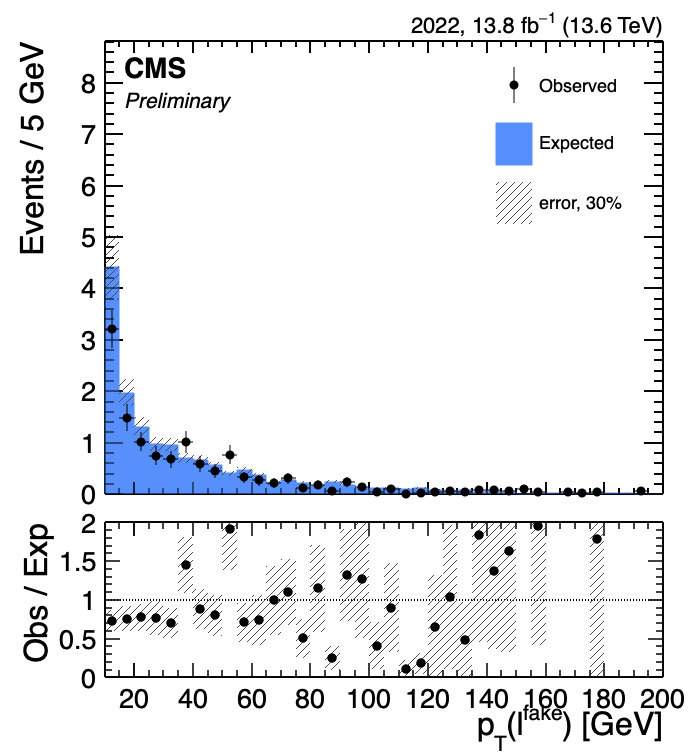 2022, 13.8 fb⁻¹ (13.6 TeV)
CMS
Preliminary
Observed
Expected
error, 30%
Events / 5 GeV
8
7
6
5
4
3
2
1
0
Obs / Exp
2
1.5
1
0.5
0
20 40 60 80 100 120 140 160 180 200
p_T(l^fake) [GeV]